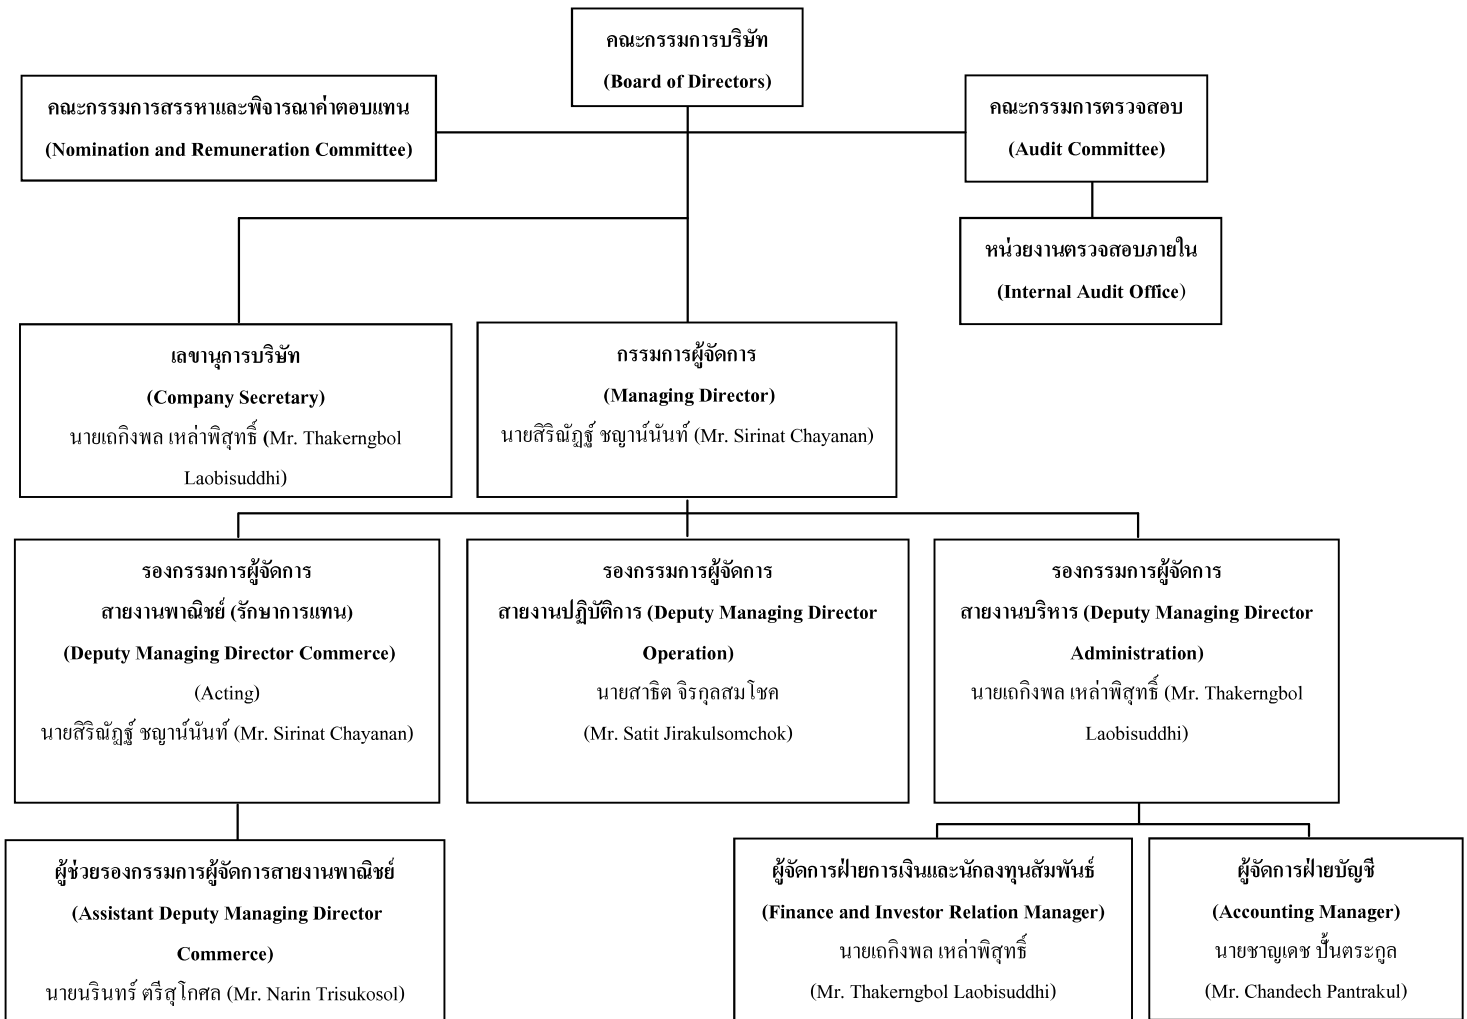 คณะกรรมการบริษัท
(Board of Directors)
คณะกรรมการสรรหาและพิจารณาค่าตอบแทน
(Nomination and Remuneration Committee)
คณะกรรมการตรวจสอบ
(Audit Committee)
หน่วยงานตรวจสอบภายใน
(Internal Audit Office)
เลขานุการบริษัท
(Company Secretary)
นายเถกิงพล เหล่าพิสุทธิ์ (Mr. Thakerngbol
Laobisuddhi)
กรรมการผู้จัดการ
(Managing Director)
นายสิริณัฏฐ์ ชญาน์นันท์ (Mr. Sirinat Chayanan)
รองกรรมการผู้จัดการ
สายงานพาณิชย์ (รักษาการแทน)
(Deputy Managing Director Commerce)
(Acting)
นายสิริณัฏฐ์ ชญาน์นันท์ (Mr. Sirinat Chayanan)
รองกรรมการผู้จัดการ
สายงานปฏิบัติการ (Deputy Managing Director
Operation)
นายสาธิต จิรกุลสมโชค
(Mr. Satit Jirakulsomchok)
รองกรรมการผู้จัดการ
สายงานบริหาร (Deputy Managing Director
Administration)
นายเถกิงพล เหล่าพิสุทธิ์ (Mr. Thakerngbol
Laobisuddhi)
ผู้ช่วยรองกรรมการผู้จัดการสายงานพาณิชย์
(Assistant Deputy Managing Director
Commerce)
นายนรินทร์ ตรีสุโกศล (Mr. Narin Trisukosol)
ผู้จัดการฝ่ายการเงินและนักลงทุนสัมพันธ์
(Finance and Investor Relation Manager)
นายเถกิงพล เหล่าพิสุทธิ์
(Mr. Thakerngbol Laobisuddhi)
ผู้จัดการฝ่ายบัญชี
(Accounting Manager)
นายชาญเดช ปั้นตระกูล
(Mr. Chandech Pantrakul)